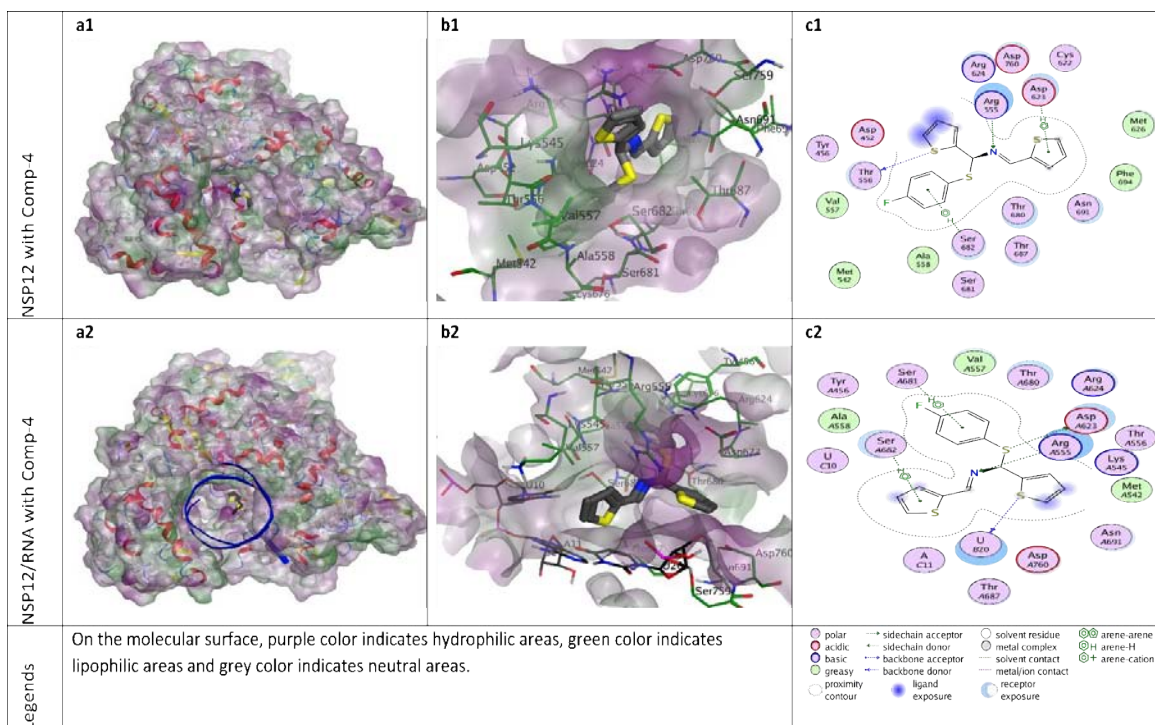 NSP12 with Comp-4
a1
b1
Ser759
Asn691
Lys545
Thr556
Val557
Thr687
Ser682
Ala558
Ser681
Met542
c1
Arg 624
Asp 760
Cys 622
Arg 555
Asp 623
Met 626
Asp 452
Tyr 456
Thr 556
Phe 694
Val 557
Thr 680
Asn 691
Ser 682
Thr 687
Ala 558
Met 542
Ser 681
S
S
N
S
F
H
H
NSP12/RNA with Comp-4
a2
b2
Arg555
Arg624
A11
Asp760
Ser759
c2
Val A557
Ser A681
Thr A680
Tyr A456
Arg A624
Ala A558
Asp A623
Thr A556
Ser A682
Arg A555
U C10
Lys A545
Met A542
U B20
Asn A691
A C11
Asp A760
Thr A687
F
S
N
S
S
H
H
Legends
On the molecular surface, purple color indicates hydrophilic areas, green color indicates
lipophilic areas and grey color indicates neutral areas.
polar
acidic
basic
greasy
proximity contour
sidechain acceptor
sidechain donor
backbone acceptor
backbone donor
ligand exposure
solvent residue
metal complex
solvent contact
metal/ion contact
receptor exposure
arene-arene
H arene-H
+ arene-cation